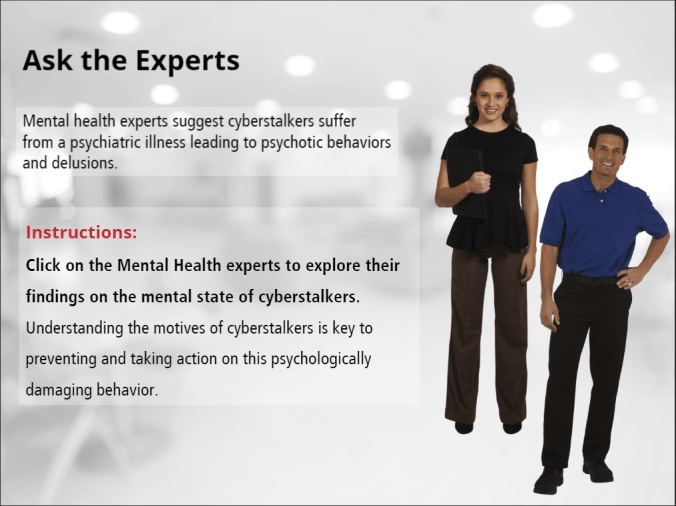 Ask the Experts
Mental health experts suggest cyberstalkers suffer
from a psychiatric illness leading to psychotic behaviors
and delusions.
Instructions:
Click on the Mental Health experts to explore their
findings on the mental state of cyberstalkers.
Understanding the motives of cyberstalkers is key to
preventing and taking action on this psychologically
damaging behavior.